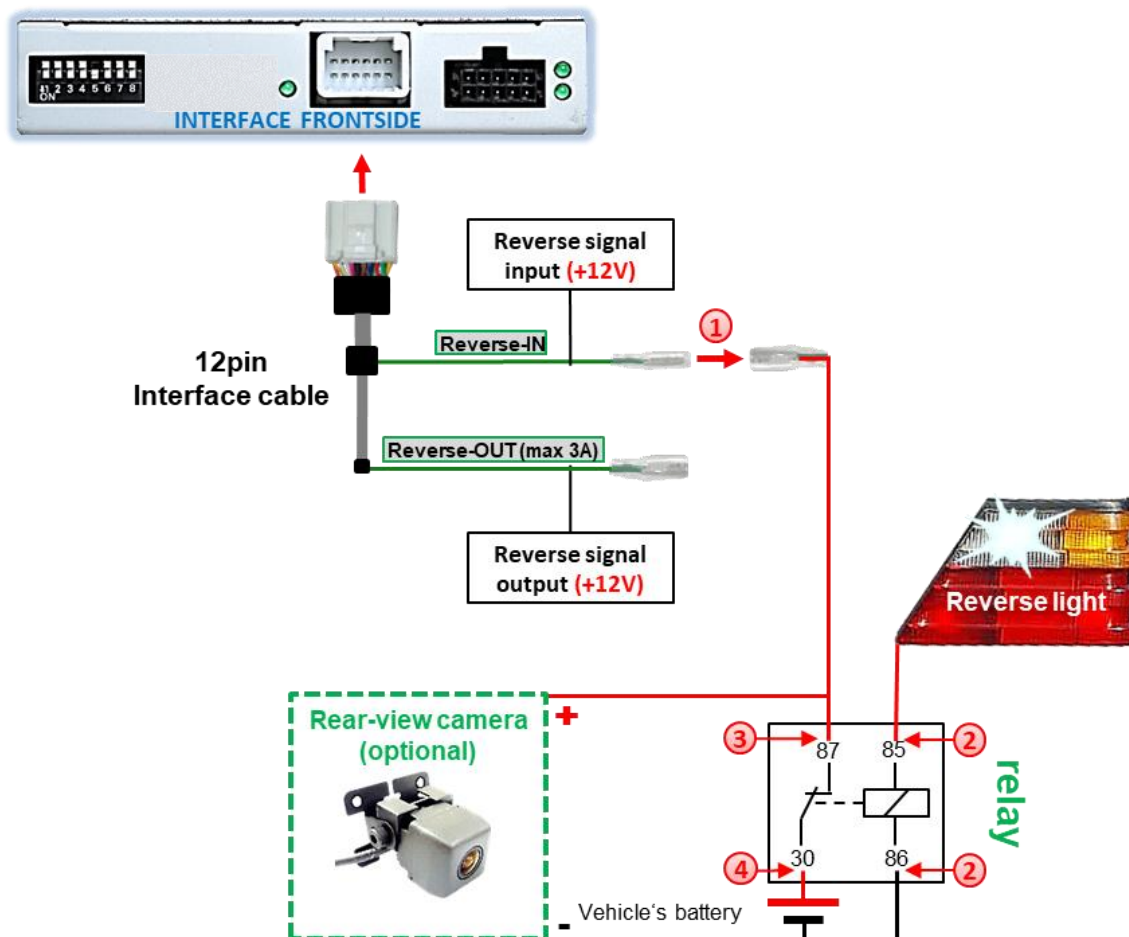 1 2 3 4 5 6 7 8
ON
INTERFACE FRONTSIDE
Reverse signal
input (+12V)
Reverse-IN
1
12pin
Interface cable
Reverse-OUT (max 3A)
Reverse signal
output (+12V)
Reverse light
Rear-view camera
(optional)
+
3
87
85
2
relay
4
30
86
2
- Vehicle‘s battery